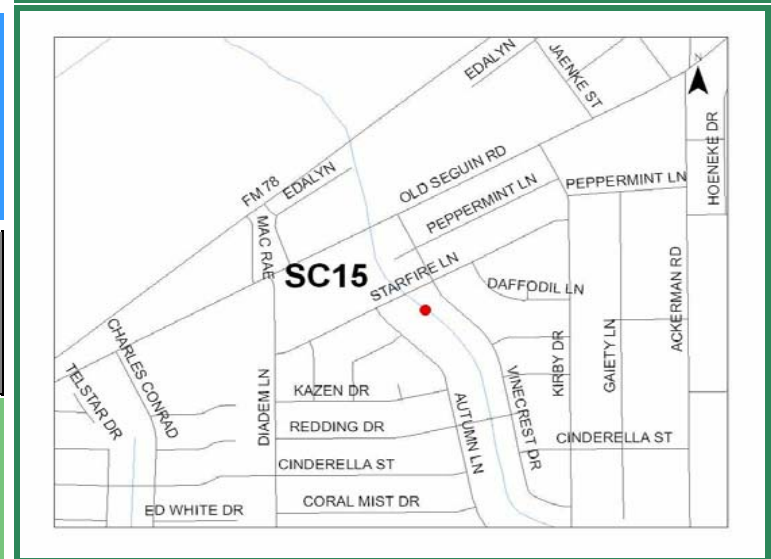 EDALYN
JAENKE ST
N
HOENEKE DR
OLD SEGUIN RD
FM 78
EDALYN
PEPPERMINT LN
PEPPERMINT LN
MAC RAE
SC15
STARFIRE LN
DAFFODIL LN
ACKERMAN RD
CHARLES CONRAD
TELSTAR DR
DIADEM LN
KAZEN DR
AUTUMN LN
VINECREST DR
KIRBY DR
GAIETY LN
REDDING DR
CINDERELLA ST
CINDERELLA ST
CORAL MIST DR
ED WHITE DR